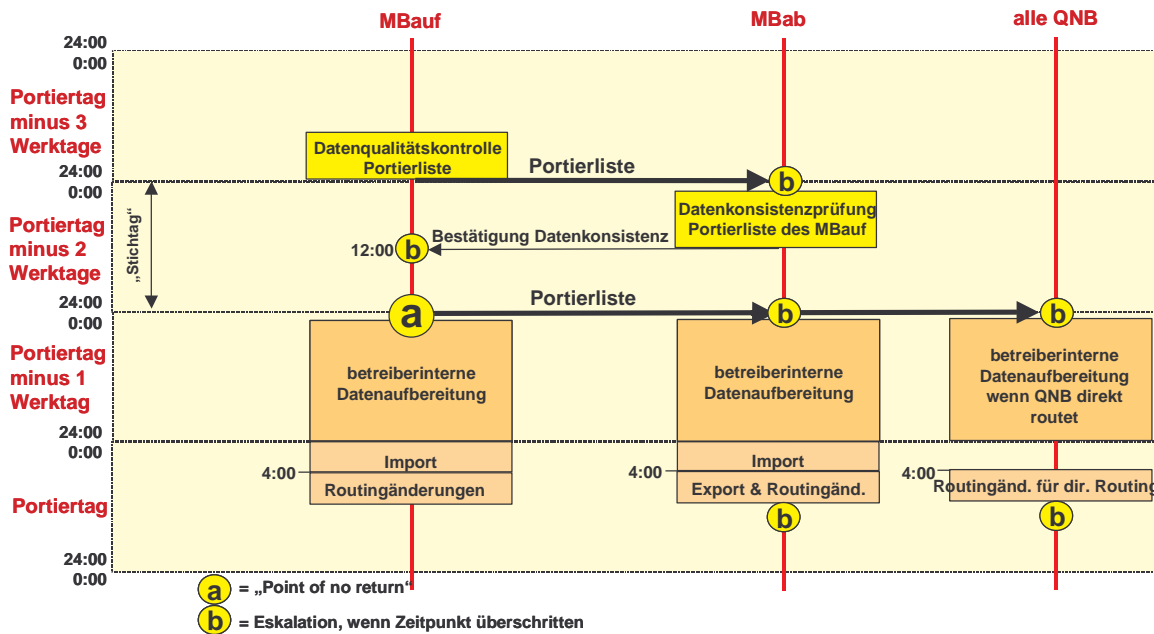 MBauf
MBab
alle QNB
24:00
0:00
Portiertag
minus 3
Werktage
Datenqualitätskontrolle
Portierliste
Portierliste
b
24:00
0:00
„Stichtag“
Portiertag
minus 2
Werktage
Datenkonsistenzprüfung
Portierliste des MBauf
12:00
b
Bestätigung Datenkonsistenz
24:00
0:00
a
Portierliste
b
b
Portiertag
minus 1
Werktag
betreiberinterne
Datenaufbereitung
betreiberinterne
Datenaufbereitung
betreiberinterne
Datenaufbereitung
wenn QNB direkt
routet
24:00
0:00
Import
4:00
Routingänderungen
Import
4:00
Export & Routingänd.
4:00
Routingänd. für dir. Routing
Portiertag
b
b
24:00
0:00
a = „Point of no return“
b = Eskalation, wenn Zeitpunkt überschritten